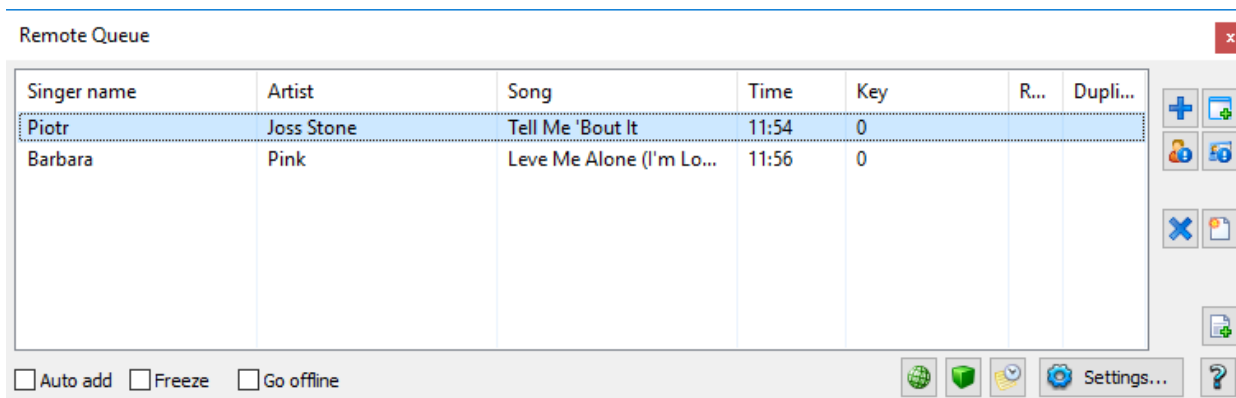 Remote Queue
x
Singer name Artist Song Time Key R... Dupli...
Piotr Joss Stone Tell Me 'Bout It 11:54 0
Barbara Pink Leve Me Alone (I'm Lo... 11:56 0
Auto add Freeze Go offline Settings... ?